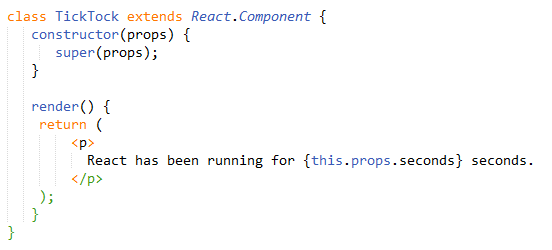 class TickTock extends React.Component {
   constructor(props) {
      super(props);
   }

   render() {
    return (
        <p>
          React has been running for {this.props.seconds} seconds.
        </p>
    );
   }
}